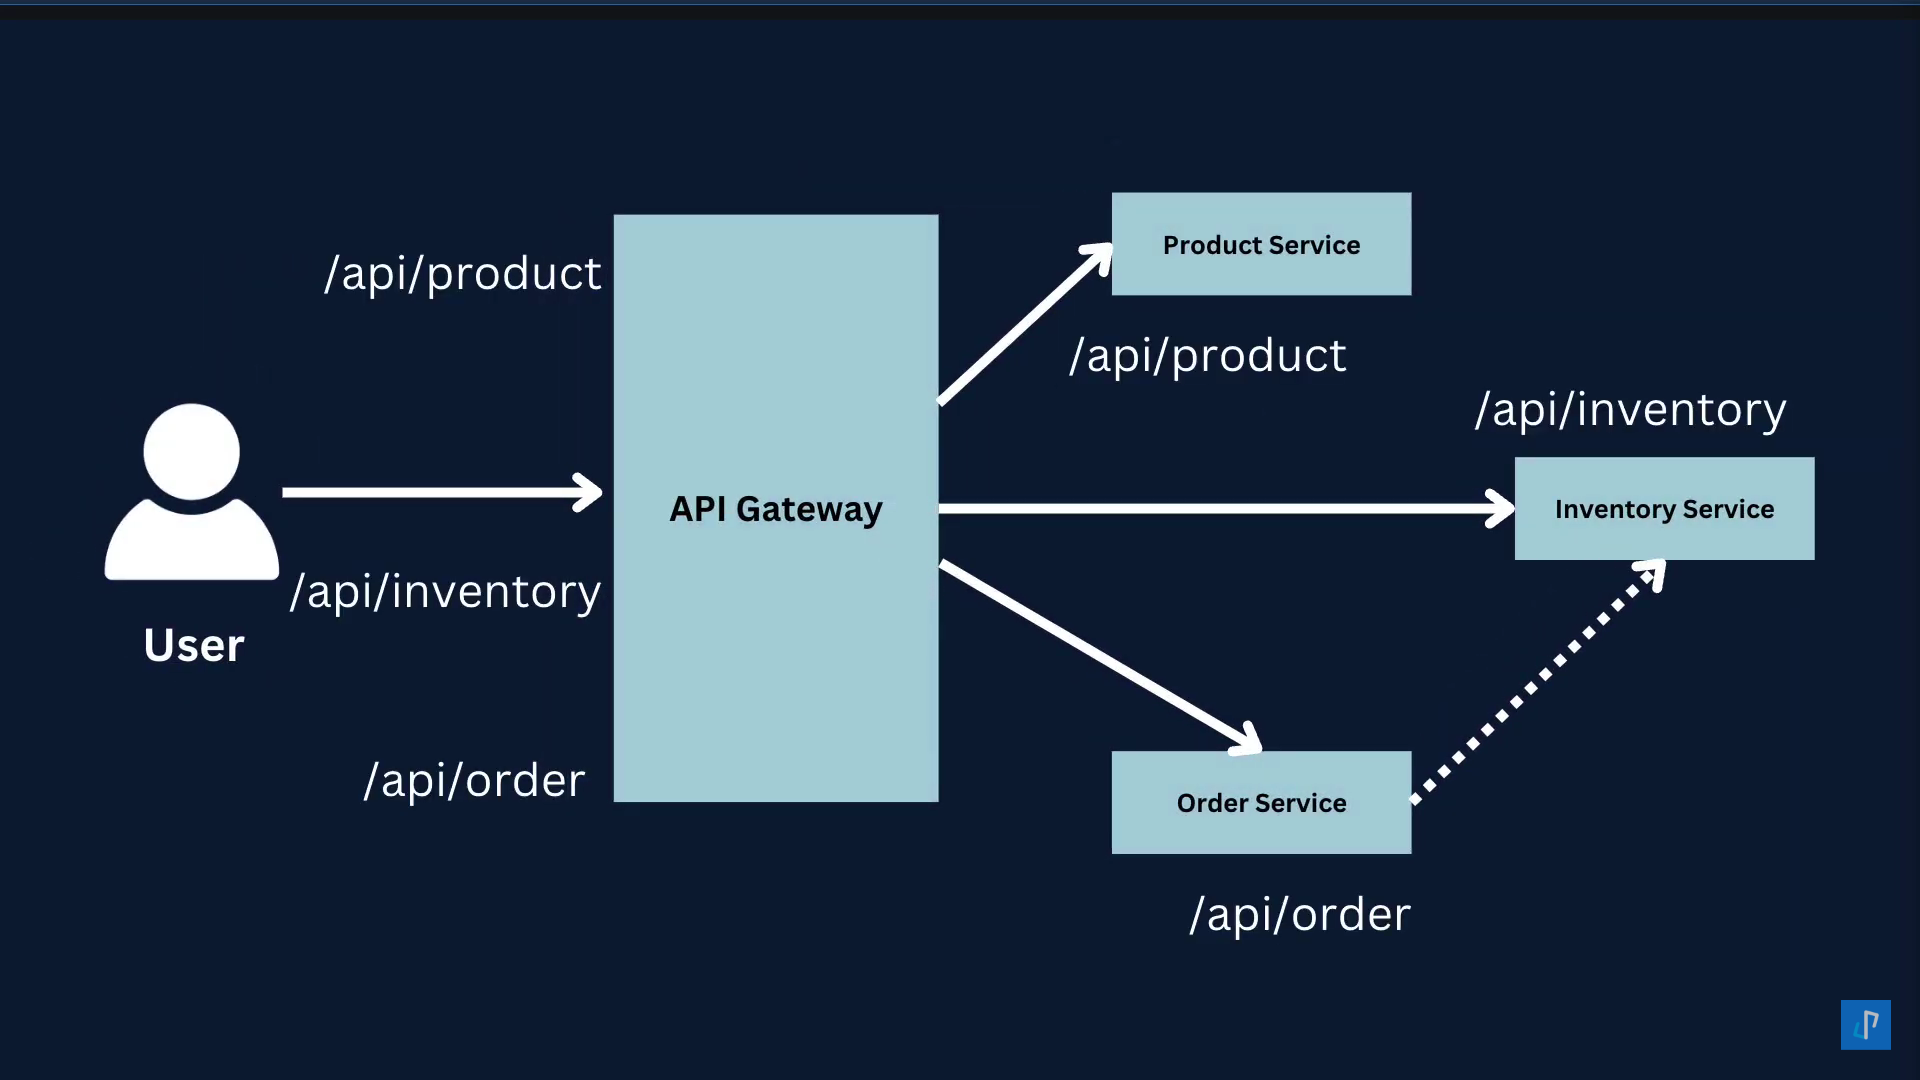 /api/product
User
/api/inventory
/api/order
API Gateway
Product Service
/api/product
/api/inventory
Inventory Service
Order Service
/api/order